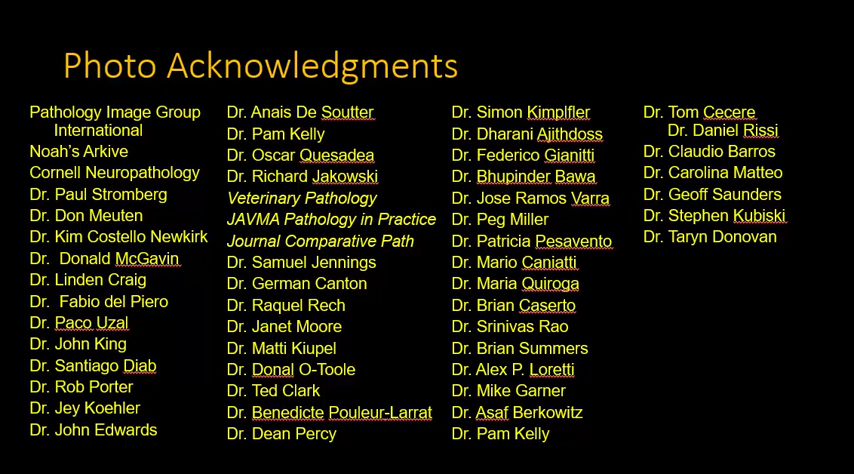 Photo Acknowledgments
Pathology Image Group
International
Noah's Arkive
Cornell Neuropathology
Dr. Paul Stromberg
Dr. Don Meuten
Dr. Kim Costello Newkirk
Dr. Donald McGavin
Dr. Linden Craig
Dr. Fabio del Piero
Dr. Paco Uzal
Dr. John King
Dr. Santiago Diab
Dr. Rob Porter
Dr. Jey Koehler
Dr. John Edwards
Dr. Anais De Soutter
Dr. Pam Kelly
Dr. Oscar Quesadea
Dr. Richard Jakowski
Veterinary Pathology
JAVMA Pathology in Practice
Journal Comparative Path
Dr. Samuel Jennings
Dr. German Canton
Dr. Raquel Rech
Dr. Janet Moore
Dr. Matti Kiupel
Dr. Donal O-Toole
Dr. Ted Clark
Dr. Benedicte Pouleur-Larrat
Dr. Dean Percy
Dr. Simon Kimplfler
Dr. Dharani Ajithdoss
Dr. Federico Gianitti
Dr. Bhupinder Bawa
Dr. Jose Ramos Varra
Dr. Peg Miller
Dr. Patricia Pesavento
Dr. Mario Caniatti
Dr. Maria Quiroga
Dr. Brian Caserto
Dr. Srinivas Rao
Dr. Brian Summers
Dr. Alex P. Loretti
Dr. Mike Garner
Dr. Asaf Berkowitz
Dr. Pam Kelly
Dr. Tom Cecere
Dr. Daniel Rissi
Dr. Claudio Barros
Dr. Carolina Matteo
Dr. Geoff Saunders
Dr. Stephen Kubiski
Dr. Taryn Donovan